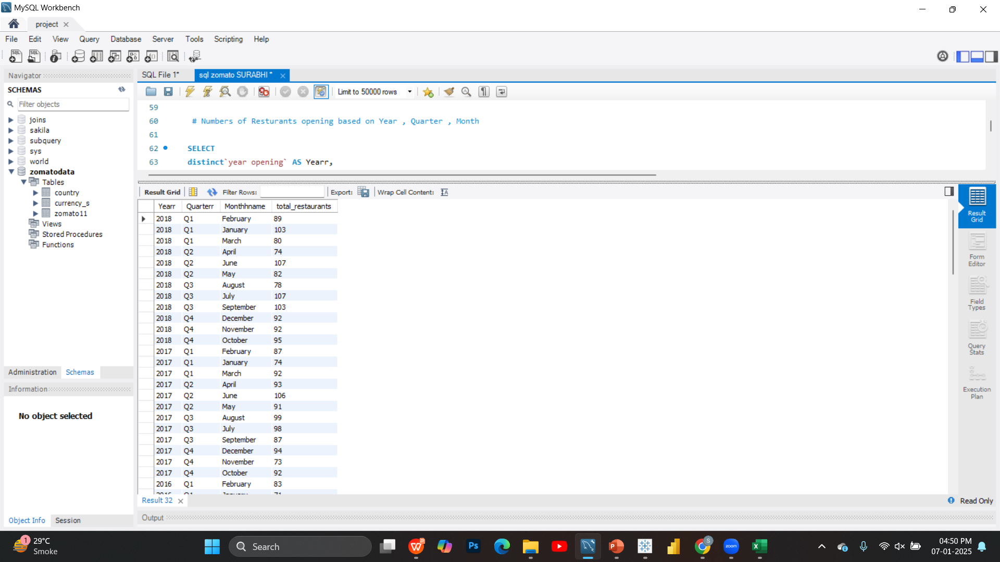 MySQL Workbench
project
File Edit View Query Database Server Tools Scripting Help
Navigator
SCHEMAS
Filter objects
joins
sakila
subquery
sys
world
zomatodata
Tables
country
currency_s
zomato11
Views
Stored Procedures
Functions
Administration Schemas
Information
No object selected
Object Info Session
SQL File 1* sql zomato SURABHI *
Limit to 50000 rows
59
60 # Numbers of Resturants opening based on Year , Quarter , Month
61
62 SELECT
63 distinct`year opening` AS Yearr,
Result Grid Filter Rows: Export: Wrap Cell Content:
Yearr Quarterr Monthhname total_restaurants
2018 Q1 February 89
2018 Q1 January 103
2018 Q1 March 80
2018 Q2 April 74
2018 Q2 June 107
2018 Q2 May 82
2018 Q3 August 78
2018 Q3 July 107
2018 Q3 September 103
2018 Q4 December 92
2018 Q4 November 92
2018 Q4 October 95
2017 Q1 February 87
2017 Q1 January 74
2017 Q1 March 92
2017 Q2 April 93
2017 Q2 June 106
2017 Q2 May 91
2017 Q3 August 99
2017 Q3 July 98
2017 Q3 September 87
2017 Q4 December 94
2017 Q4 November 73
2017 Q4 October 92
2016 Q1 February 83
2016 Q1 January 71
Result
Grid
Form
Editor
Field
Types
Query
Stats
Execution
Plan
Result 32
Read Only
Output
1
29°C
Smoke
Search
Ps
zoom
S
04:50 PM
07-01-2025